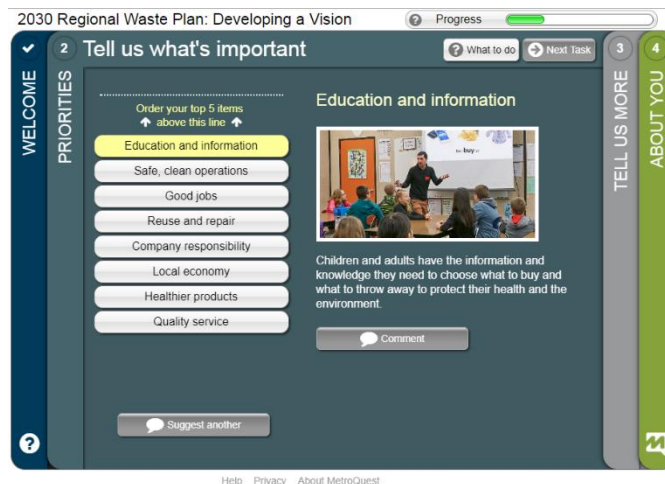 2030 Regional Waste Plan: Developing a Vision
Progress
WELCOME
2
PRIORITIES
Tell us what's important
What to do
Next Task
3
TELL US MORE
4
ABOUT YOU
Order your top 5 items
above this line
Education and information
Safe, clean operations
Good jobs
Reuse and repair
Company responsibility
Local economy
Healthier products
Quality service
Suggest another
Education and information
buy
Children and adults have the information and
knowledge they need to choose what to buy and
what to throw away to protect their health and the
environment.
Comment
Help Privacy About MetroQuest